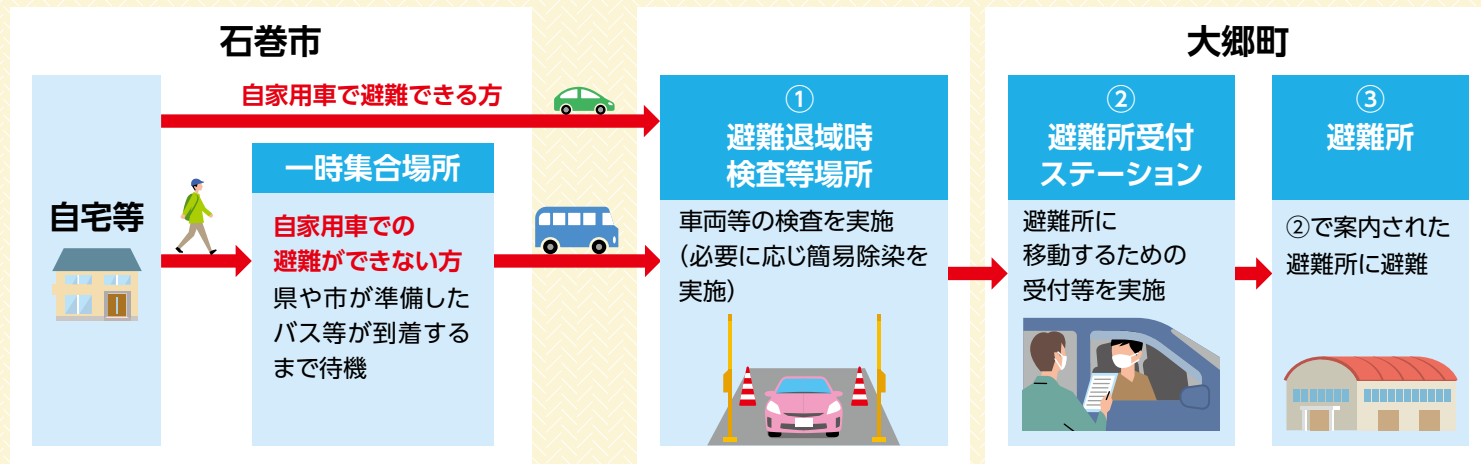 石巻市
自宅等
自家用車で避難できる方
一時集合場所
自家用車での
避難ができない方
県や市が準備した
バス等が到着する
まで待機
①
避難退域時
検査等場所
車両等の検査を実施
（必要に応じ簡易除染を
実施）
大郷町
②
避難所受付
ステーション
避難所に
移動するための
受付等を実施
③
避難所
②で案内された
避難所に避難